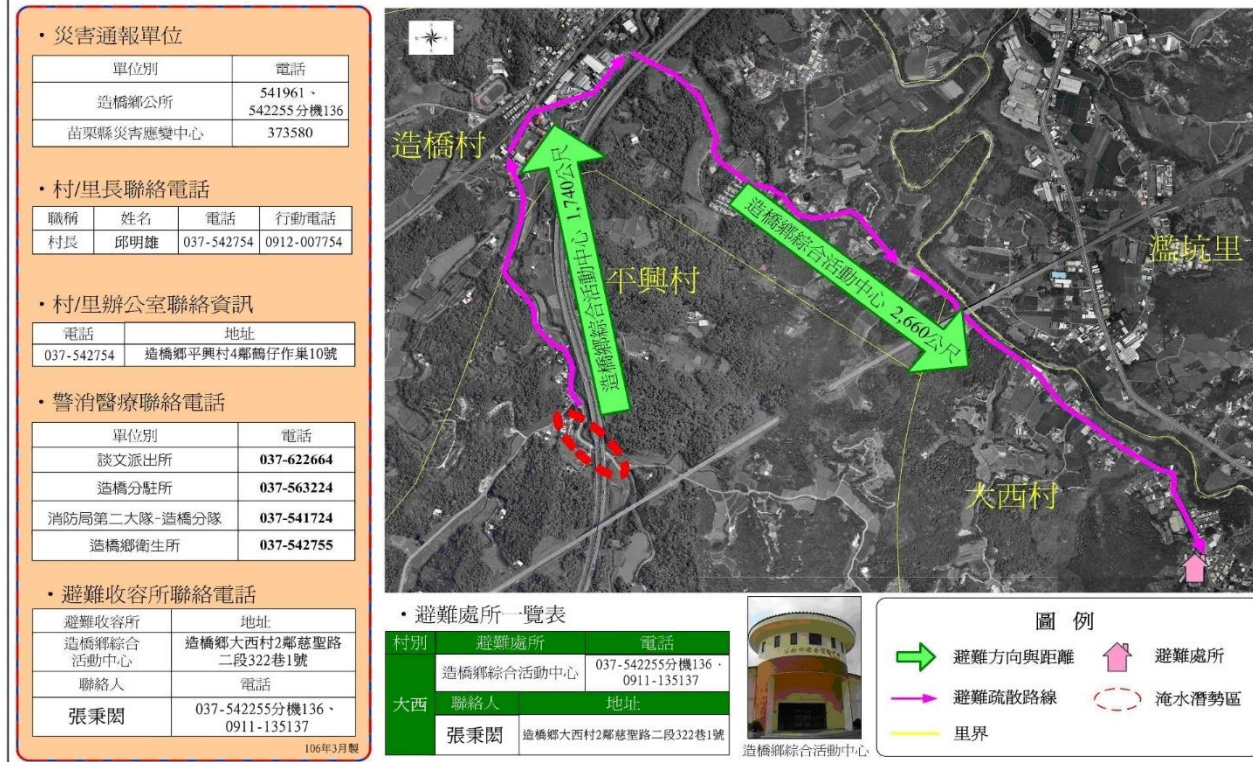 ・災害通報單位
單位別 電話
造橋鄉公所 541961、
542255分機136
苗栗縣災害應變中心 373580
・村/里長聯絡電話
職稱 姓名 電話 行動電話
村長 邱明雄 037-542754 0912-007754
・村/里辦公室聯絡資訊
電話 地址
037-542754 造橋鄉平興村4鄰鶴仔作巢10號
・警消醫療聯絡電話
單位別 電話
談文派出所 037-622664
造橋分駐所 037-563224
消防局第二大隊-造橋分隊 037-541724
造橋鄉衛生所 037-542755
・避難收容所聯絡電話
避難收容所 地址
造橋鄉綜合
活動中心
造橋鄉大西村2鄰慈聖路
二段322巷1號
聯絡人 電話
張秉閎 037-542255分機136、
0911-135137
106年3月製
造橋村
平興村
濫坑里
大西村
造橋鄉綜合活動中心 1,740公尺
造橋鄉綜合活動中心 2,660公尺
・避難處所一覽表
村別 避難處所 電話
大西 造橋鄉綜合活動中心 037-542255分機136、
0911-135137
聯絡人 地址
張秉閎 造橋鄉大西村2鄰慈聖路二段322巷1號
造橋鄉綜合活動中心
圖 例
避難方向與距離
避難處所
避難疏散路線
淹水潛勢區
里界